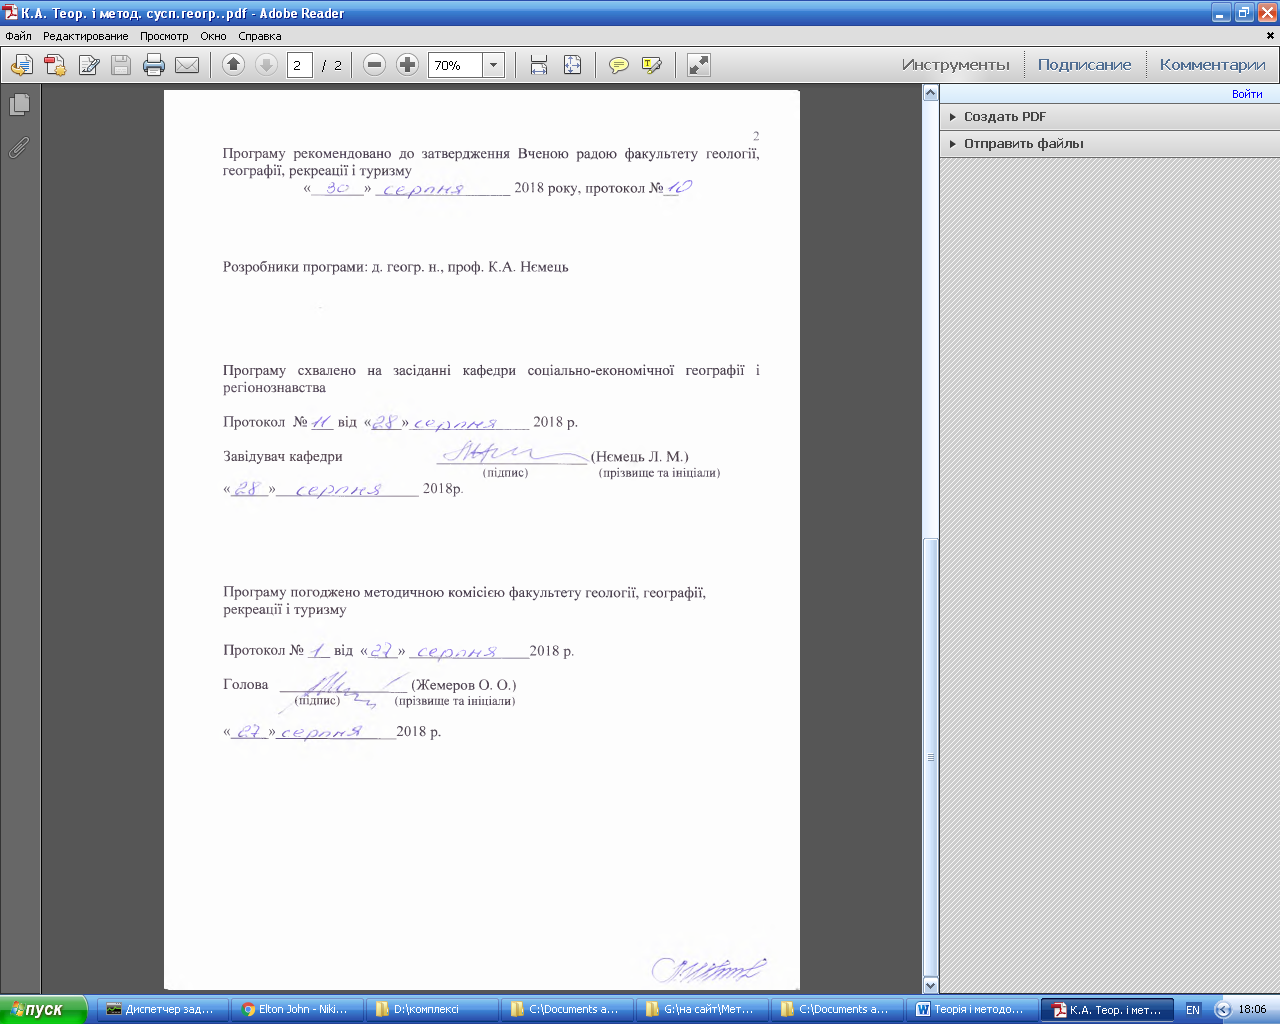 К.А. Теор. і метод. сусп.геогр..pdf - Adobe Reader
Файл Редактирование Просмотр Окно Справка
2 / 2 70% Инструменты Подписание Комментарии
Войти
Создать PDF
Отправить файлы
2
Програму рекомендовано до затвердження Вченою радою факультету геології,
географії, рекреації і туризму
« 30 » серпня 2018 року, протокол № 10
Розробники програми: д. геогр. н., проф. К.А. Нємець
Програму схвалено на засіданні кафедри соціально-економічної географії і
регіонознавства
Протокол № 11 від «28» серпня 2018 р.
Завідувач кафедри (Нємець Л. М.)
(підпис) (прізвище та ініціали)
«28» серпня 2018р.
Програму погоджено методичною комісією факультету геології, географії,
рекреації і туризму
Протокол № 1 від «27» серпня 2018 р.
Голова (Жемеров О. О.)
(підпис) (прізвище та ініціали)
«27» серпня 2018 р.
пуск Диспетчер зад... Elton John - Niki... D:\комплексі C:\Documents a... G:\на сайт\Мет... C:\Documents a... Теорія і методо... К.А. Теор. і мет... EN 18:06